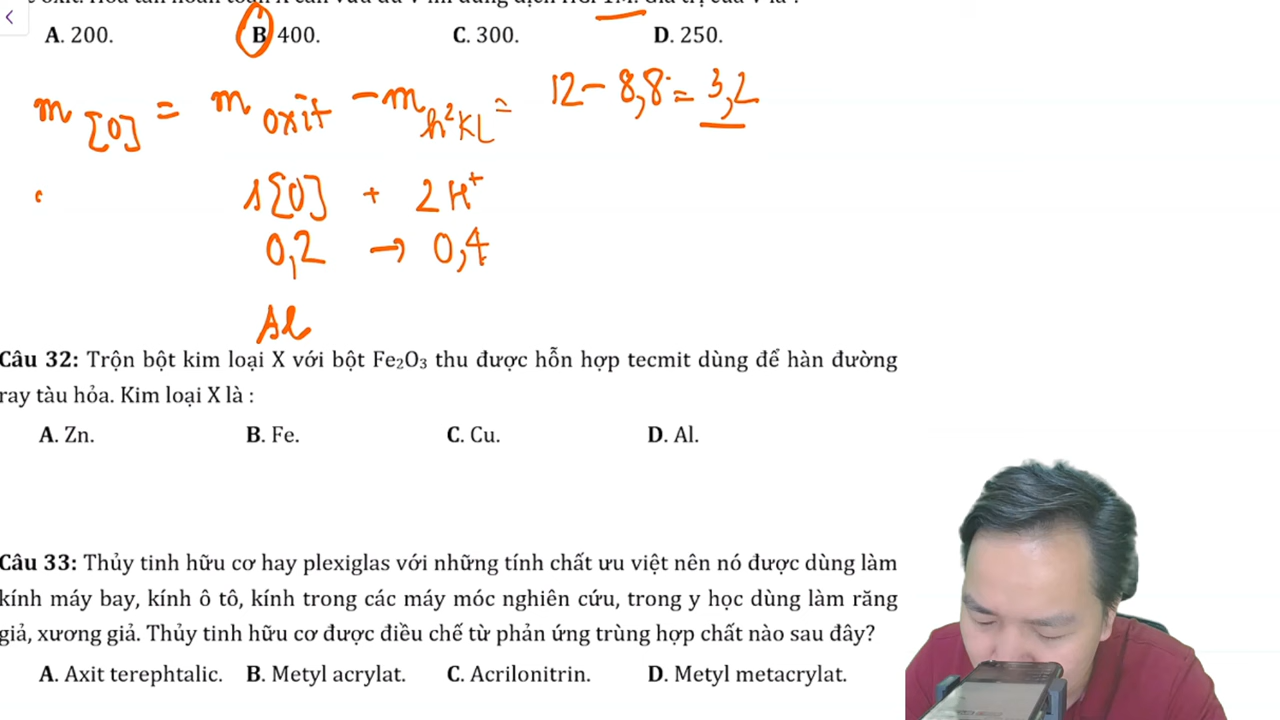 A. 200. B 400. C. 300. D. 250.
m [O] = m oxit - m h²KL = 12 - 8,8 = 3,2
1[O] + 2H⁺
0,2 → 0,4
Al
Câu 32: Trộn bột kim loại X với bột Fe₂O₃ thu được hỗn hợp tecmit dùng để hàn đường
ray tàu hỏa. Kim loại X là :
A. Zn. B. Fe. C. Cu. D. Al.
Câu 33: Thủy tinh hữu cơ hay plexiglas với những tính chất ưu việt nên nó được dùng làm
kính máy bay, kính ô tô, kính trong các máy móc nghiên cứu, trong y học dùng làm răng
giả, xương giả. Thủy tinh hữu cơ được điều chế từ phản ứng trùng hợp chất nào sau đây?
A. Axit terephtalic. B. Metyl acrylat. C. Acrilonitrin. D. Metyl metacrylat.